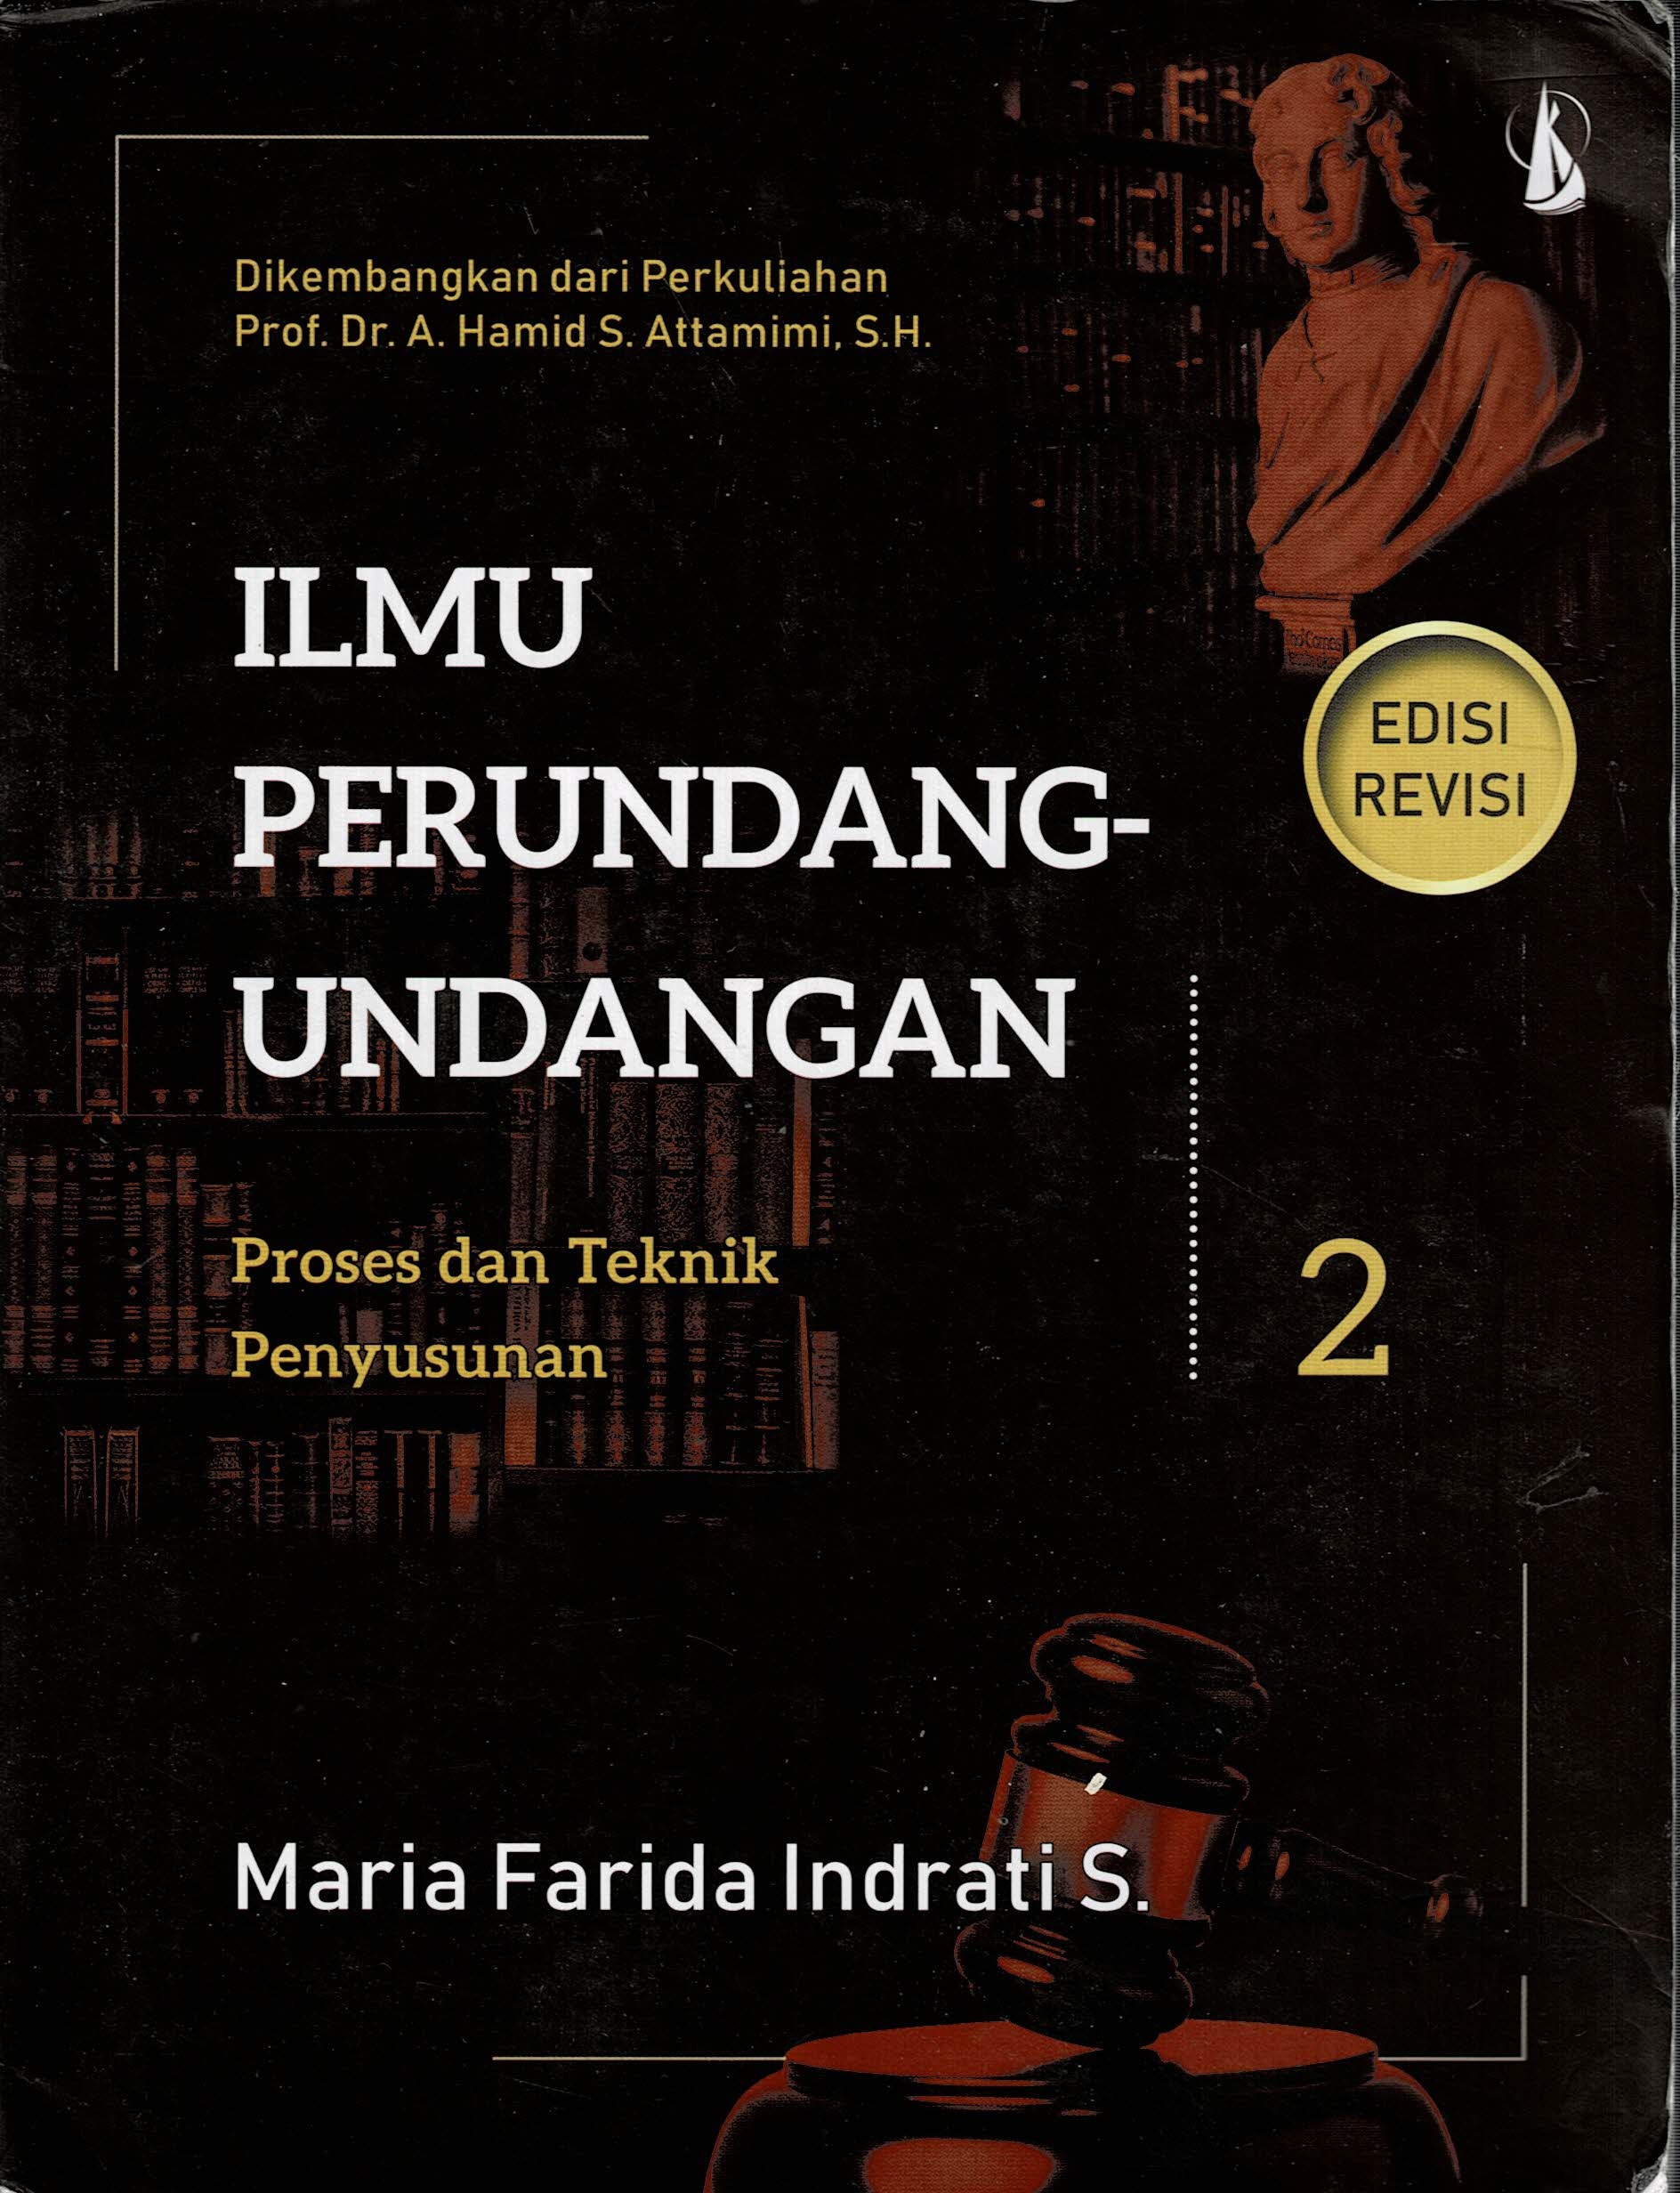 Dikembangkan dari Perkuliahan
Prof. Dr. A. Hamid S. Attamimi, S.H.
ILMU
PERUNDANG-
UNDANGAN
EDISI
REVISI
Proses dan Teknik
Penyusunan
2
Maria Farida Indrati S.